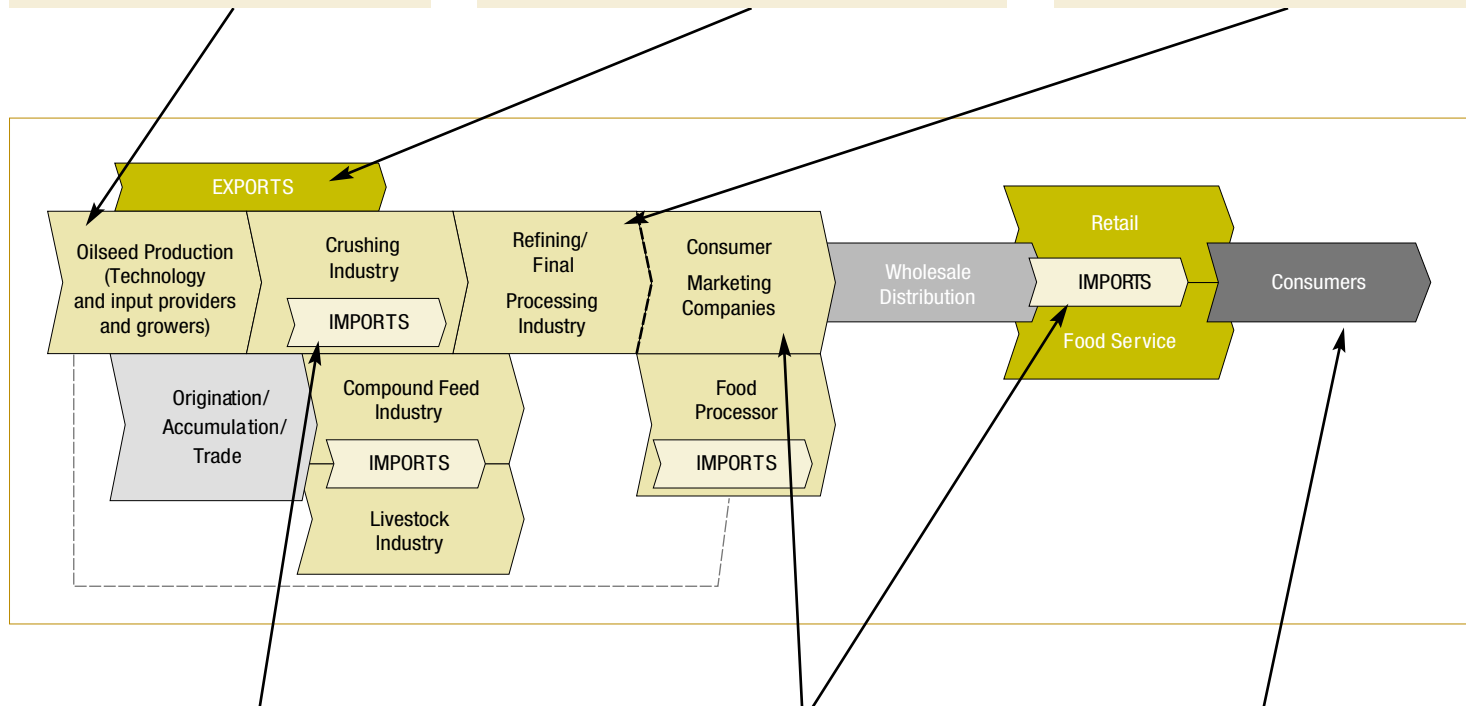 EXPORTS
Oilseed Production
(Technology
and input providers
and growers)
Crushing
Industry
IMPORTS
Refining/
Final
Processing
Industry
Consumer
Marketing
Companies
Wholesale
Distribution
Retail
IMPORTS
Food Service
Consumers
Origination/
Accumulation/
Trade
Compound Feed
Industry
IMPORTS
Livestock
Industry
Food
Processor
IMPORTS